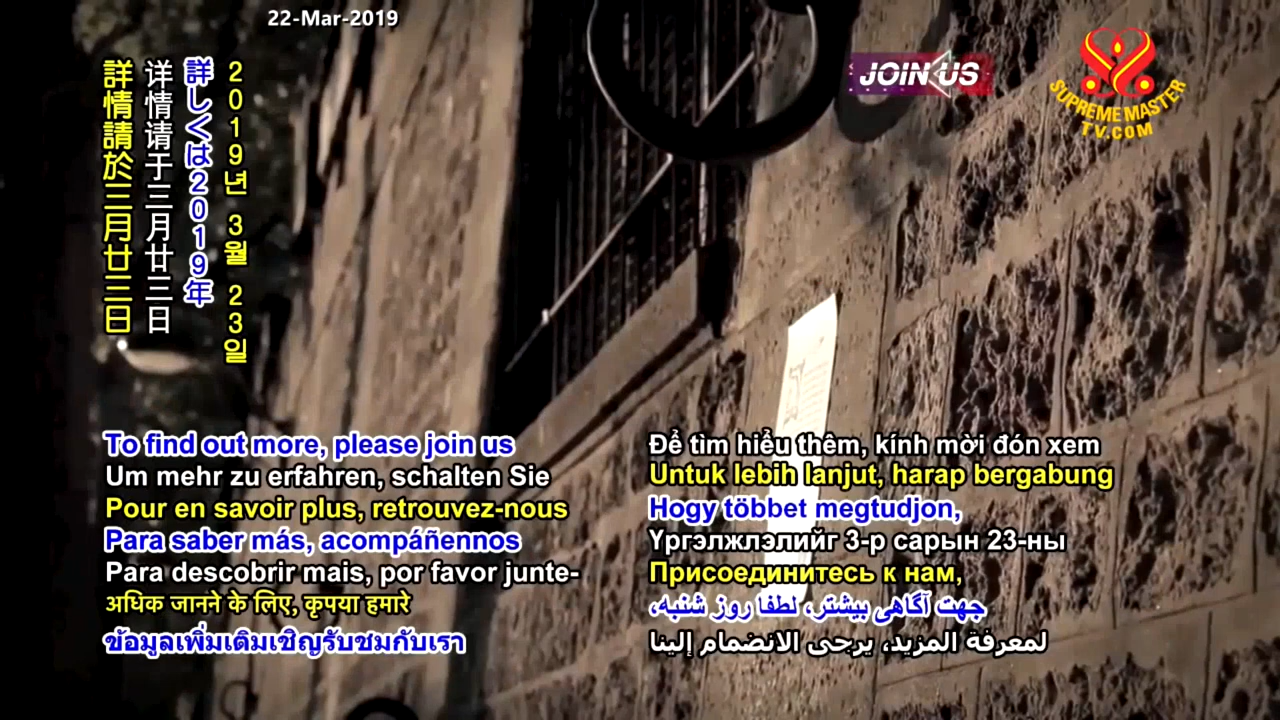 22-Mar-2019
JOIN US
SUPREME MASTER
TV.COM
2019년 3월 23일
詳しくは2019年
详情请于三月廿三日
詳情請於三月廿三日
To find out more, please join us
Um mehr zu erfahren, schalten Sie
Pour en savoir plus, retrouvez-nous
Para saber más, acompáñennos
Para descobrir mais, por favor junte-
अधिक जानने के लिए, कृपया हमारे
ข้อมูลเพิ่มเติมเชิญรับชมกับเรา
Để tìm hiểu thêm, kính mời đón xem
Untuk lebih lanjut, harap bergabung
Hogy többet megtudjon,
Үргэлжлэлийг 3-р сарын 23-ны
Присоединитесь к нам,
جهت آگاهی بیشتر، لطفا روز شنبه،
لمعرفة المزيد، يرجى الانضمام إلينا